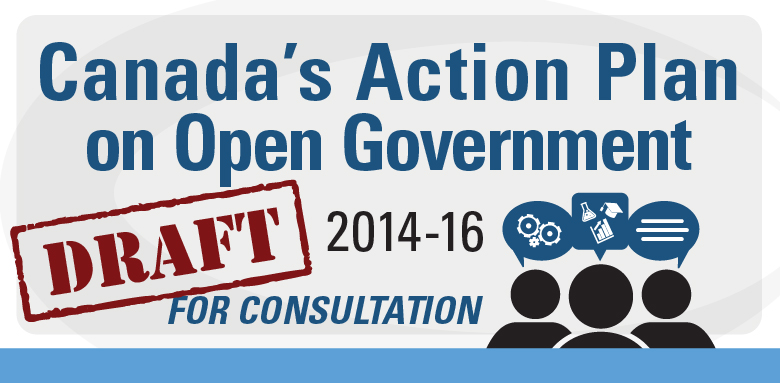 Canada's Action Plan
on Open Government
DRAFT
2014-16
FOR CONSULTATION